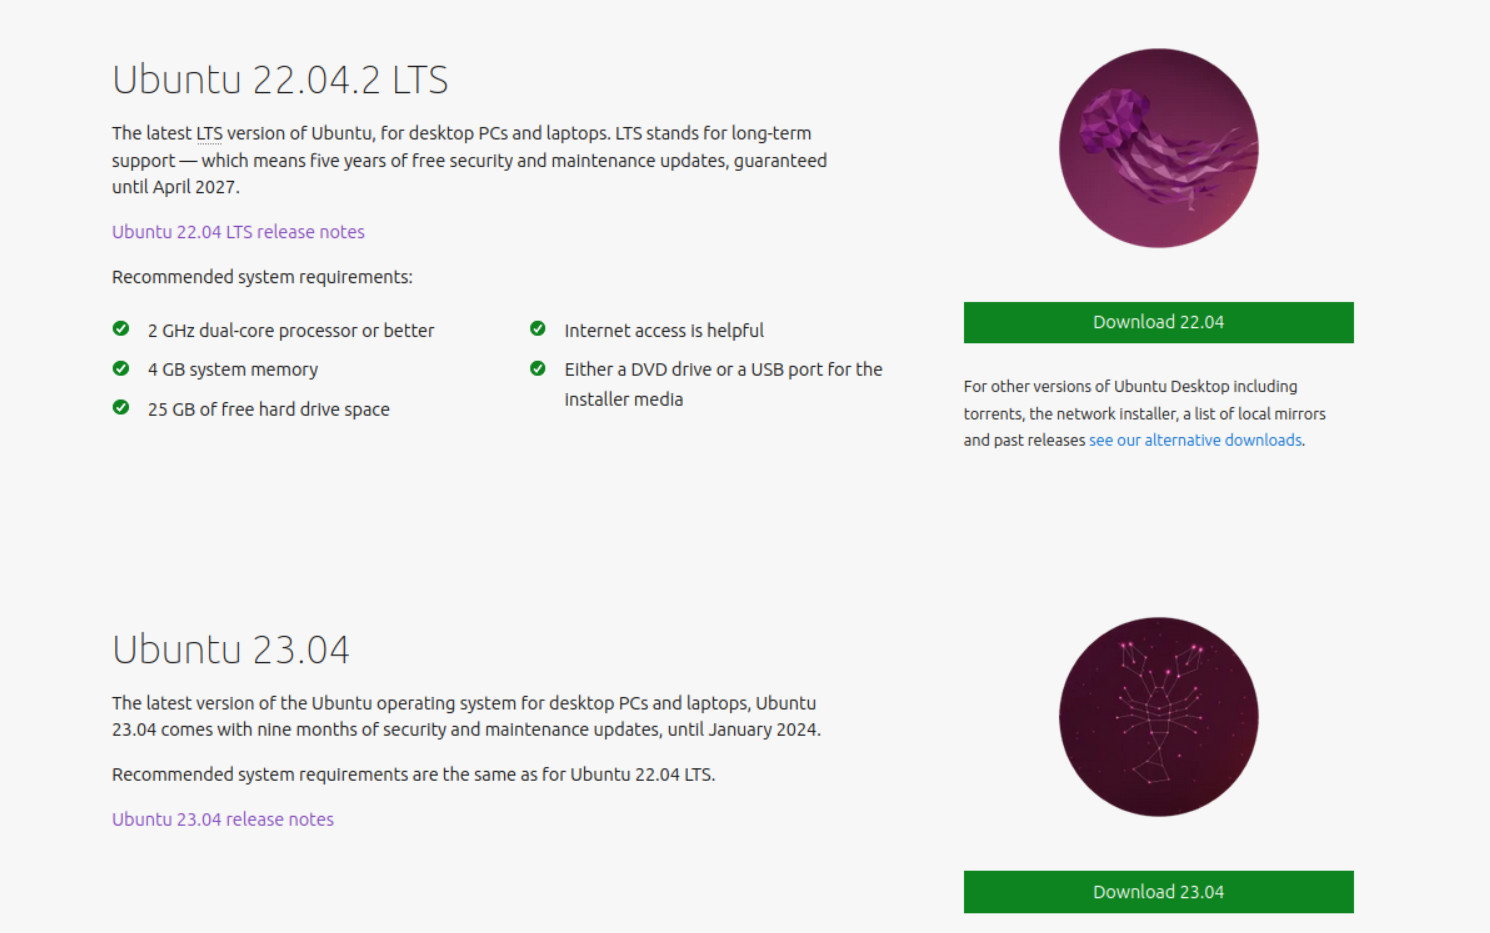 Ubuntu 22.04.2 LTS
The latest LTS version of Ubuntu, for desktop PCs and laptops. LTS stands for long-term
support — which means five years of free security and maintenance updates, guaranteed
until April 2027.
Ubuntu 22.04 LTS release notes
Recommended system requirements:
2 GHz dual-core processor or better
4 GB system memory
25 GB of free hard drive space
Internet access is helpful
Either a DVD drive or a USB port for the
installer media
Download 22.04
For other versions of Ubuntu Desktop including
torrents, the network installer, a list of local mirrors
and past releases see our alternative downloads.
Ubuntu 23.04
The latest version of the Ubuntu operating system for desktop PCs and laptops, Ubuntu
23.04 comes with nine months of security and maintenance updates, until January 2024.
Recommended system requirements are the same as for Ubuntu 22.04 LTS.
Ubuntu 23.04 release notes
Download 23.04